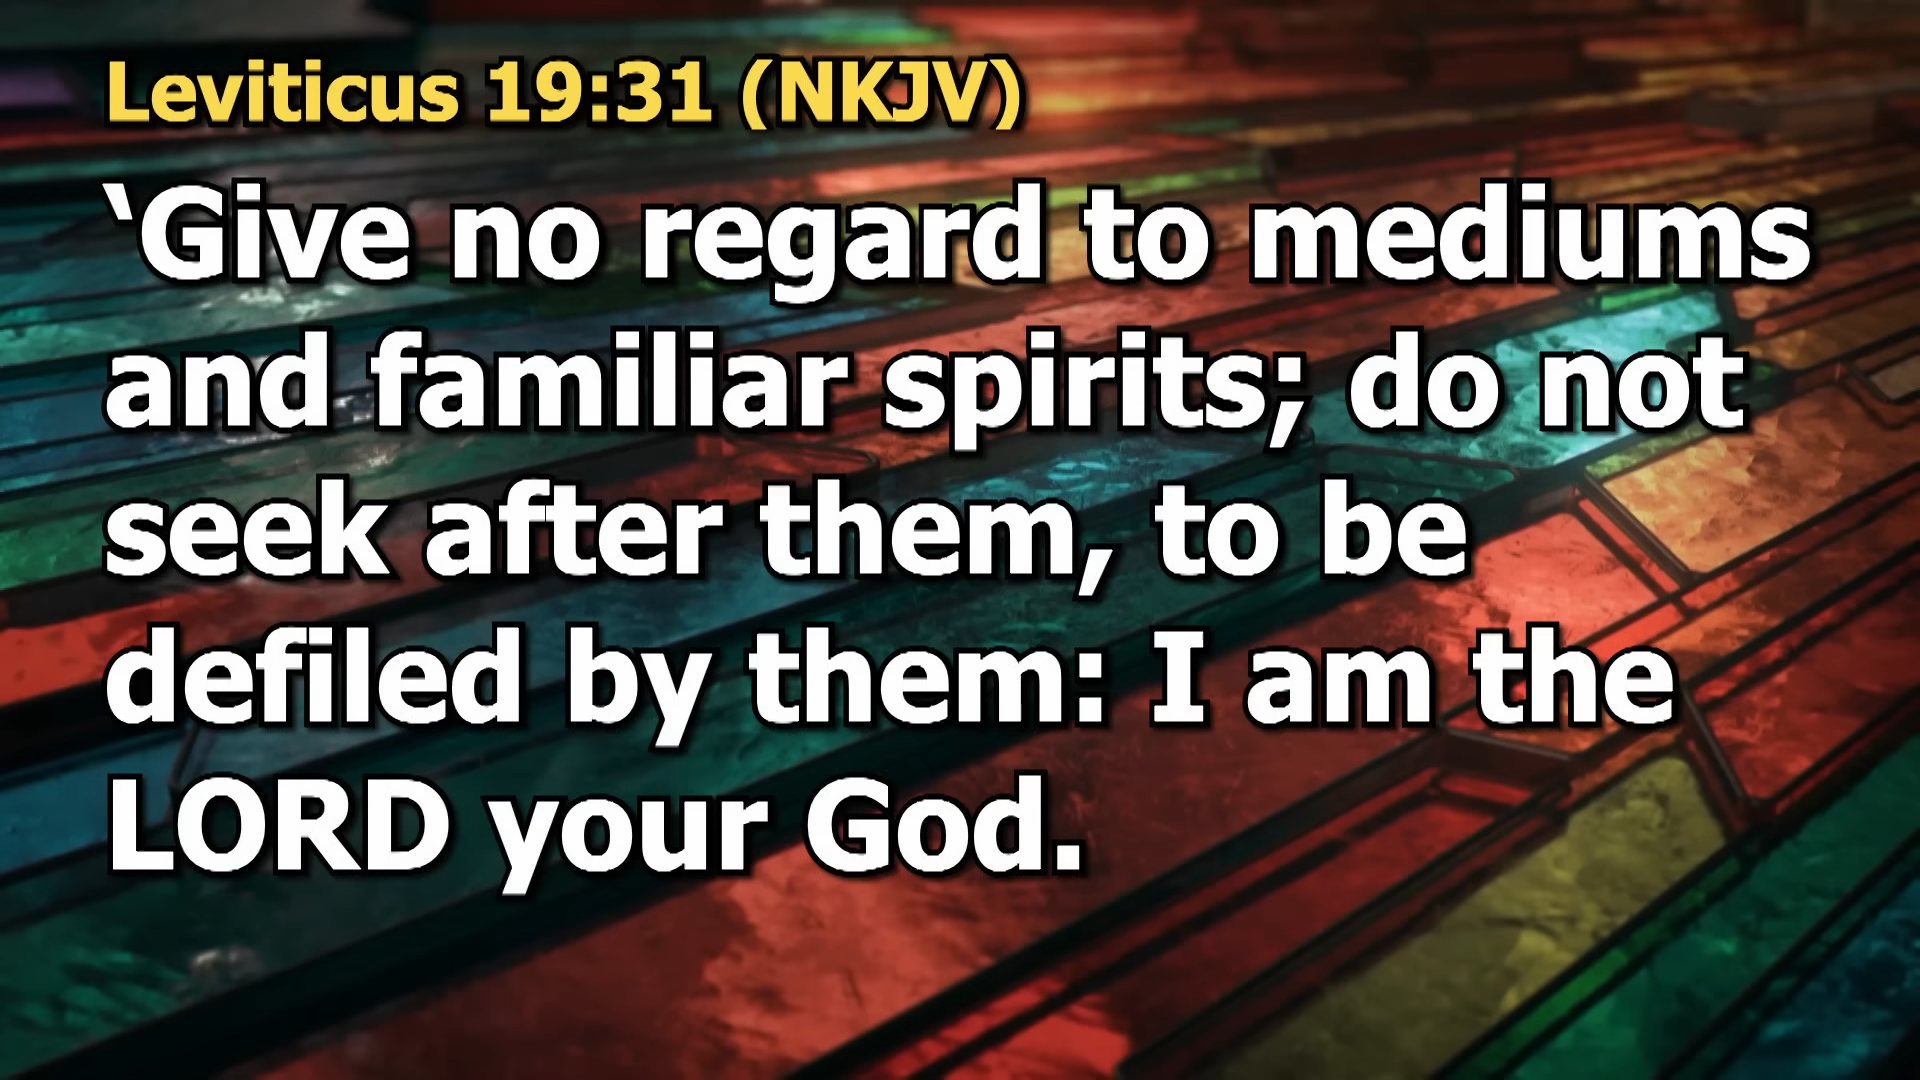 Leviticus 19:31 (NKJV)
‘Give no regard to mediums
and familiar spirits; do not
seek after them, to be
defiled by them: I am the
LORD your God.